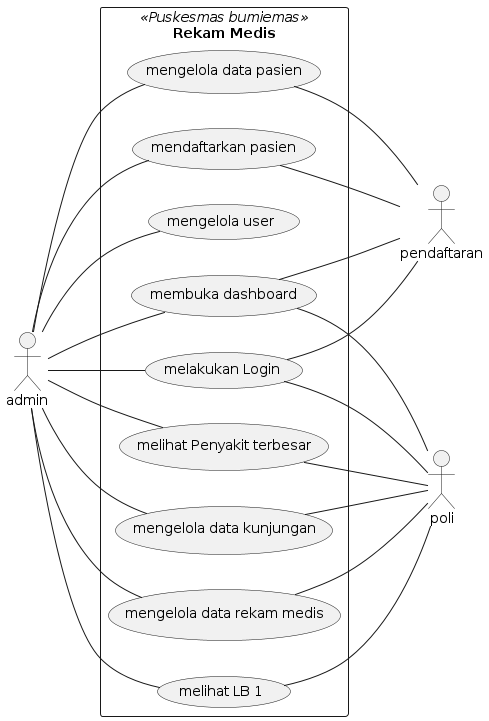 «Puskesmas bumiemas»
Rekam Medis
mengelola data pasien
mendaftarkan pasien
mengelola user
membuka dashboard
melakukan Login
melihat Penyakit terbesar
mengelola data kunjungan
mengelola data rekam medis
melihat LB 1
admin
pendaftaran
poli